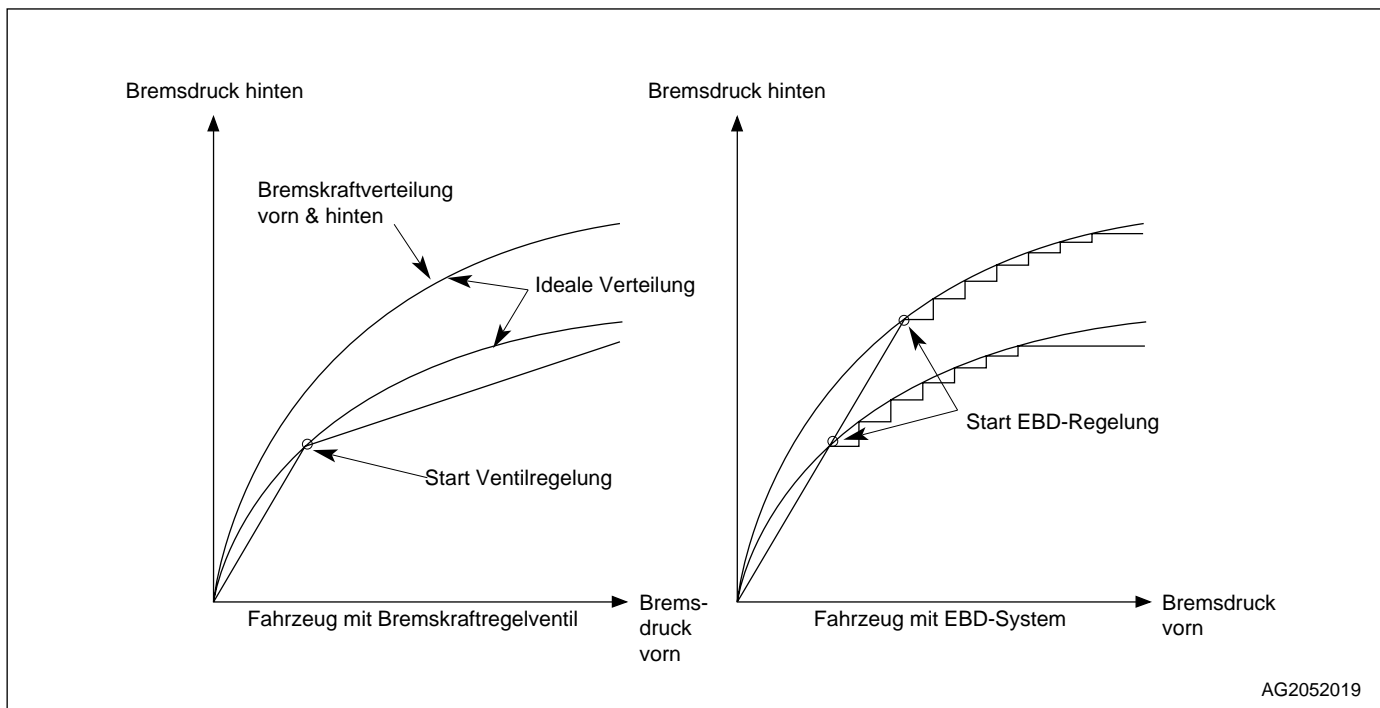 Bremsdruck hinten
Bremskraftverteilung
vorn & hinten
Ideale Verteilung
Start Ventilregelung
Brems-
druck
vorn
Fahrzeug mit Bremskraftregelventil
Bremsdruck hinten
Start EBD-Regelung
Bremsdruck
vorn
Fahrzeug mit EBD-System
AG2052019